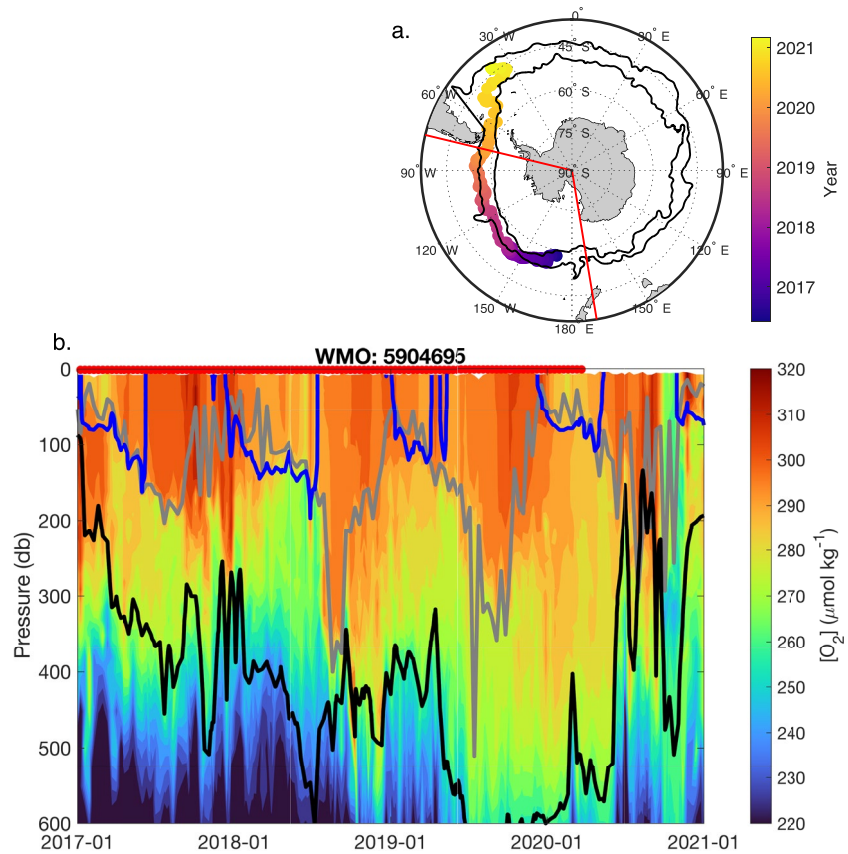 a.
0°
30° W
30° E
45° S
60° W
60° S
60° E
75° S
90° W
90° S
90° E
120° W
120° E
150° W
150° E
180° E
2021
2020
2019
2018
2017
Year
b.
WMO: 5904695
0
100
200
300
400
500
600
Pressure (db)
2017-01
2018-01
2019-01
2020-01
2021-01
320
310
300
290
280
270
260
250
240
230
220
[O₂] (μmol kg⁻¹)